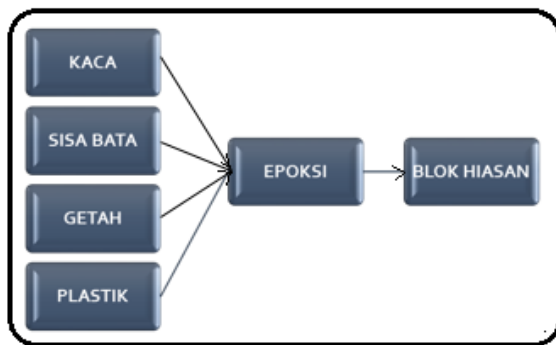 KACA
SISA BATA
GETAH
PLASTIK
EPOKSI
BLOK HIASAN